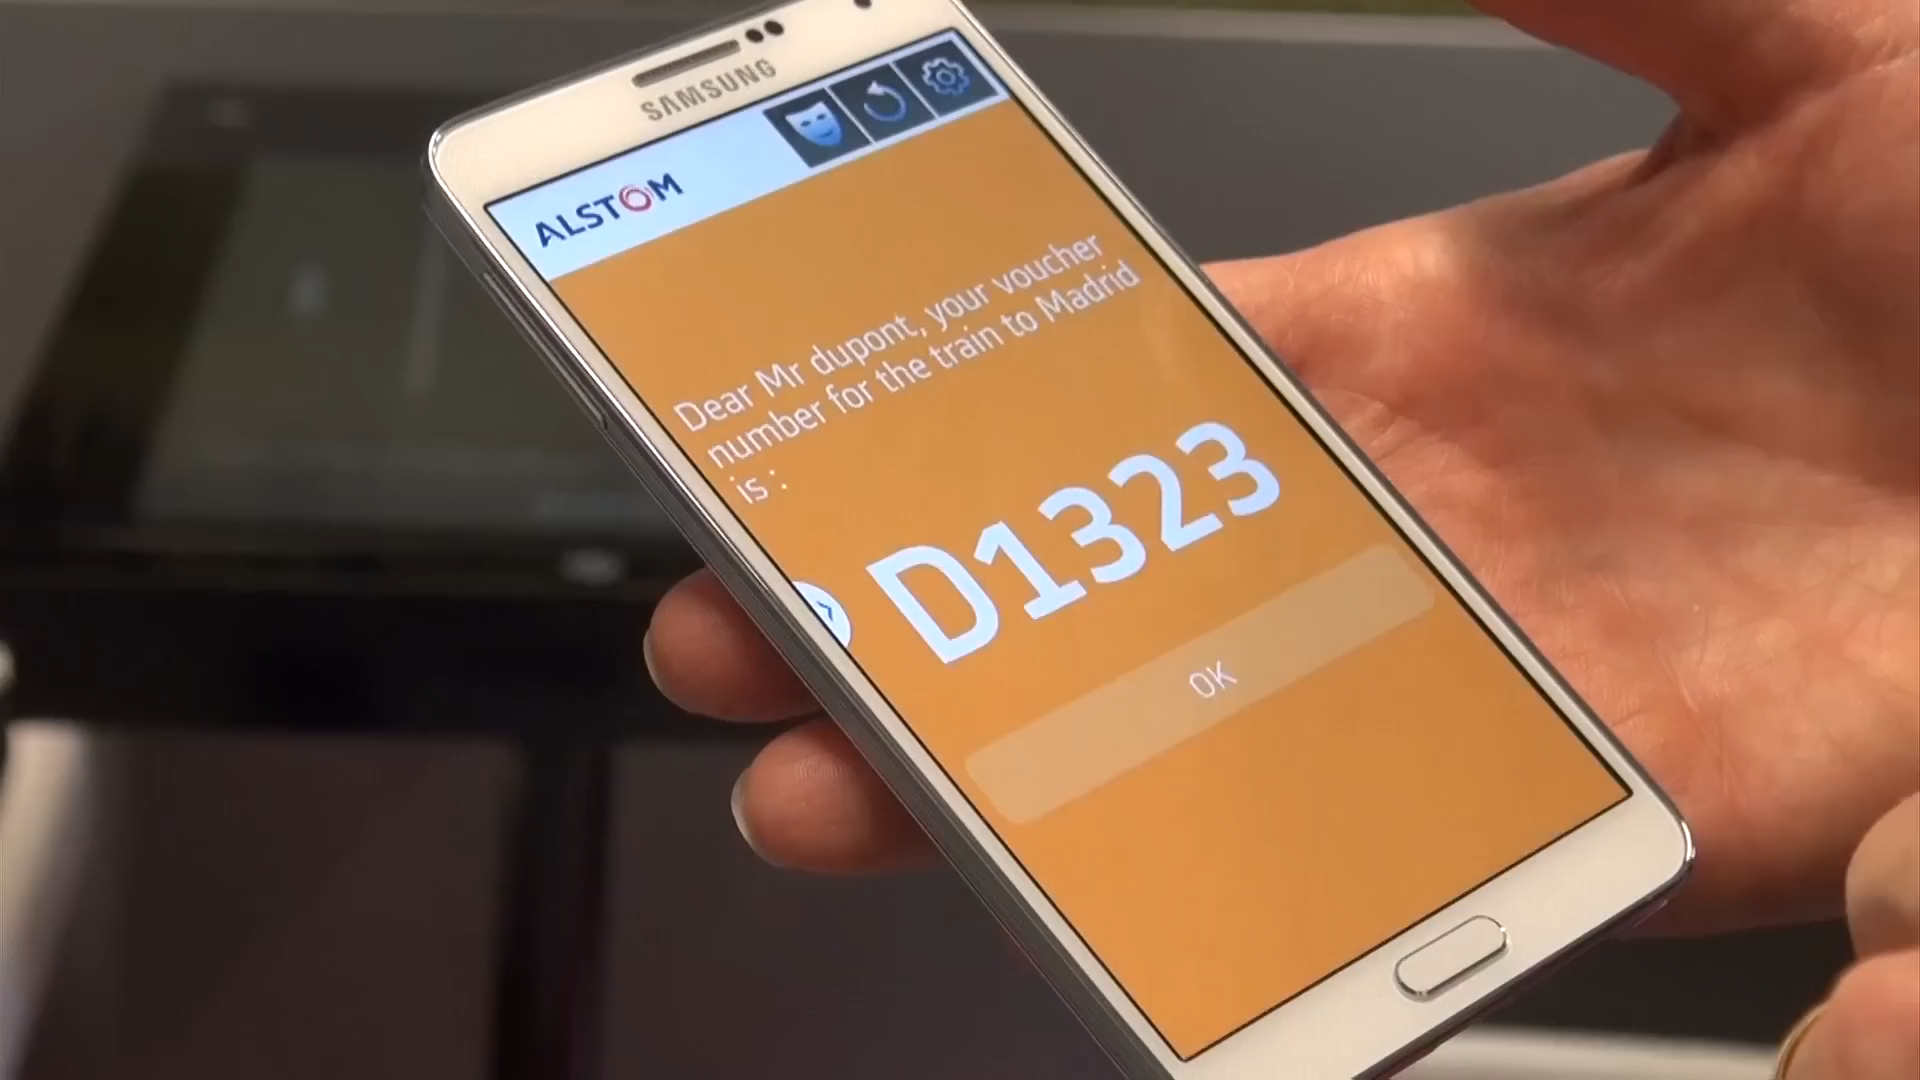 SAMSUNG
ALSTOM
Dear Mr dupont, your voucher
number for the train to Madrid
is :
D1323
OK